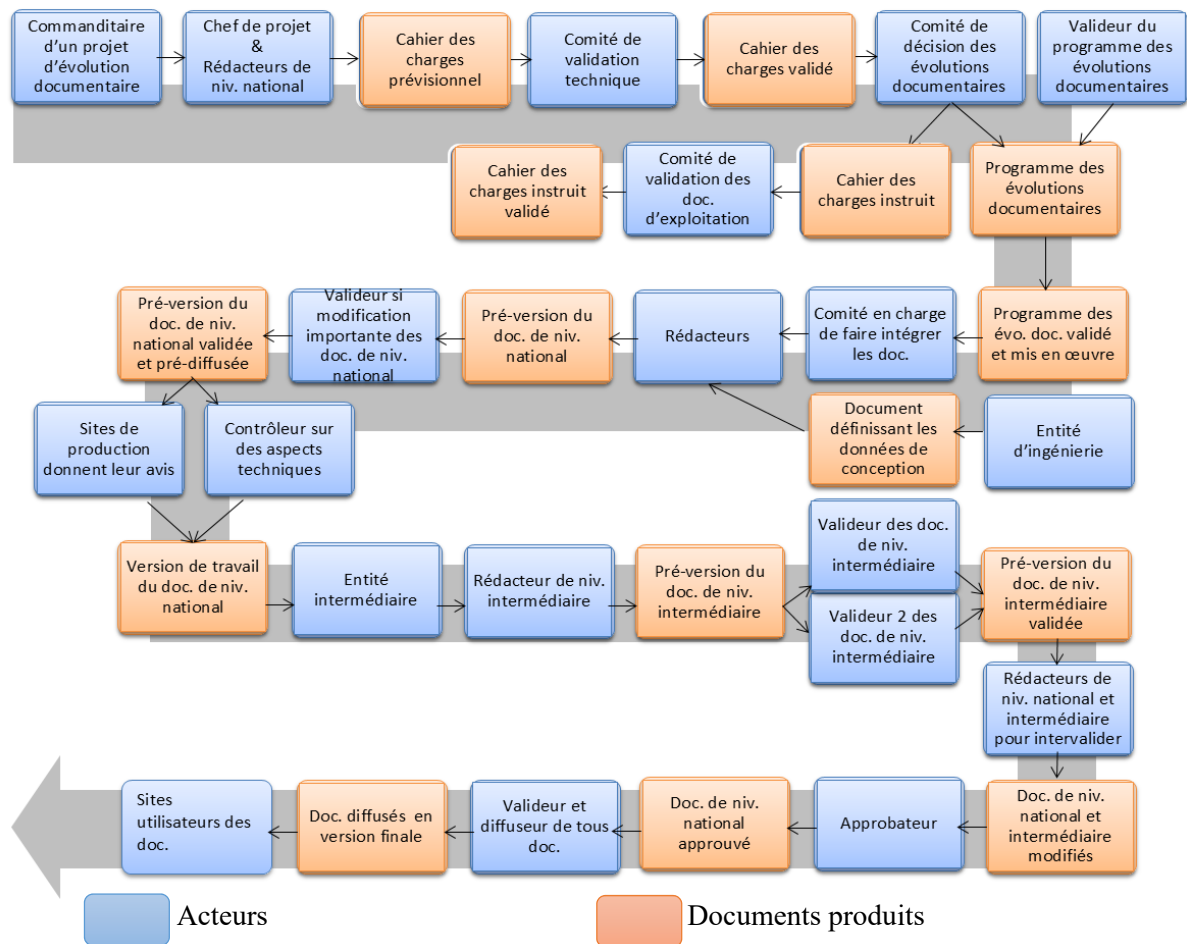 Commanditaire
d'un projet
d'évolution
documentaire
Chef de projet
&
Rédacteurs de
niv. national
Cahier des
charges
prévisionnel
Comité de
validation
technique
Cahier des
charges validé
Comité de
décision des
évolutions
documentaires
Valideur du
programme des
évolutions
documentaires
Cahier des
charges instruit
validé
Comité de
validation des
doc.
d'exploitation
Cahier des
charges instruit
Programme des
évolutions
documentaires
Pré-version du
doc. de niv.
national validée
et pré-diffusée
Valideur si
modification
importante des
doc. de niv.
national
Pré-version du
doc. de niv.
national
Rédacteurs
Comité en charge
de faire intégrer
les doc.
Programme des
évo. doc. validé
et mis en œuvre
Sites de
production
donnent leur avis
Contrôleur sur
des aspects
techniques
Document
définissant les
données de
conception
Entité
d'ingénierie
Version de travail
du doc. de niv.
national
Entité
intermédiaire
Rédacteur de niv.
intermédiaire
Pré-version du
doc. de niv.
intermédiaire
Valideur des doc.
de niv.
intermédiaire
Valideur 2 des
doc. de niv.
intermédiaire
Pré-version du
doc. de niv.
intermédiaire
validée
Rédacteurs de
niv. national et
intermédiaire
pour intervalider
Sites
utilisateurs des
doc.
Doc. diffusés en
version finale
Valideur et
diffuseur de tous
doc.
Doc. de niv.
national
approuvé
Approbateur
Doc. de niv.
national et
intermédiaire
modifiés
Acteurs
Documents produits